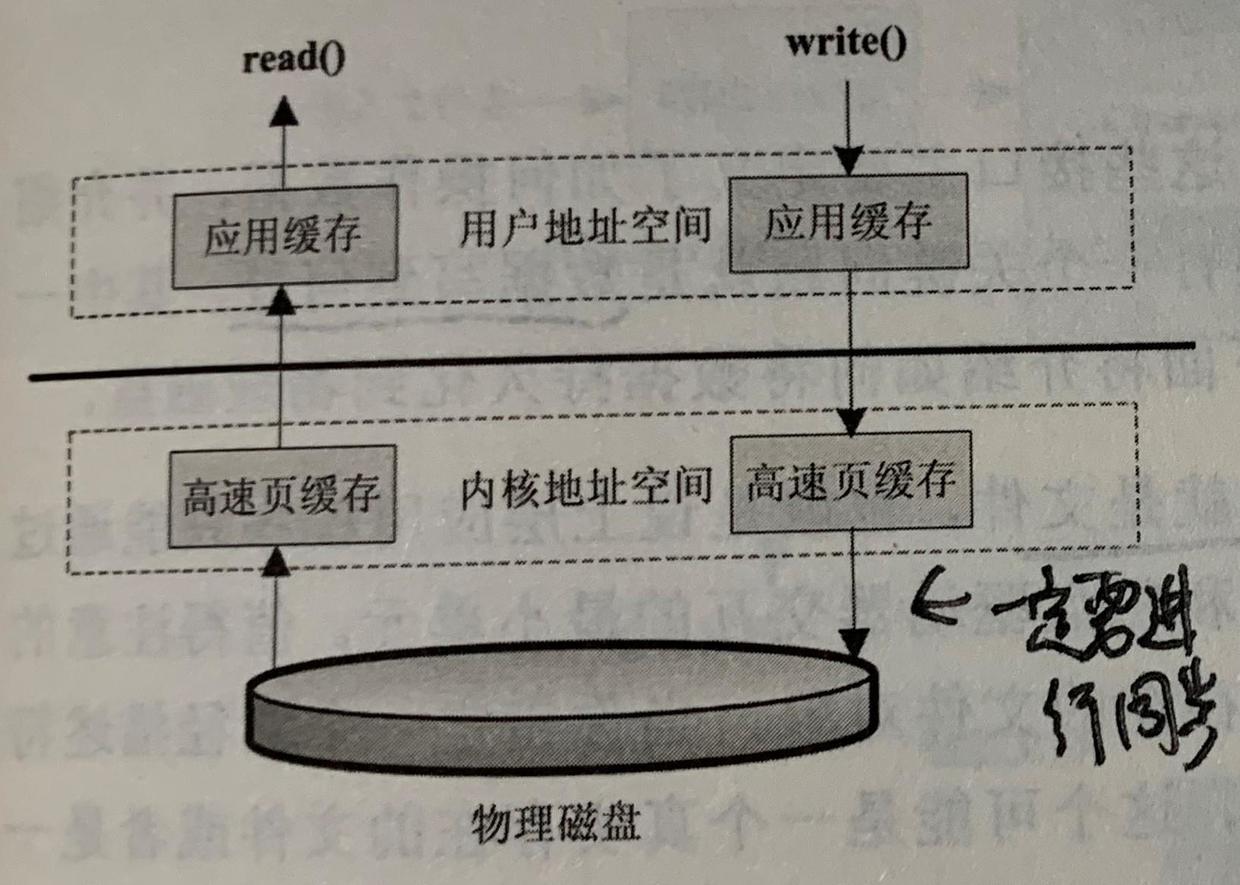 read()
write()
应用缓存
用户地址空间
应用缓存
高速页缓存
内核地址空间
高速页缓存
← 一定要进
行同步
物理磁盘